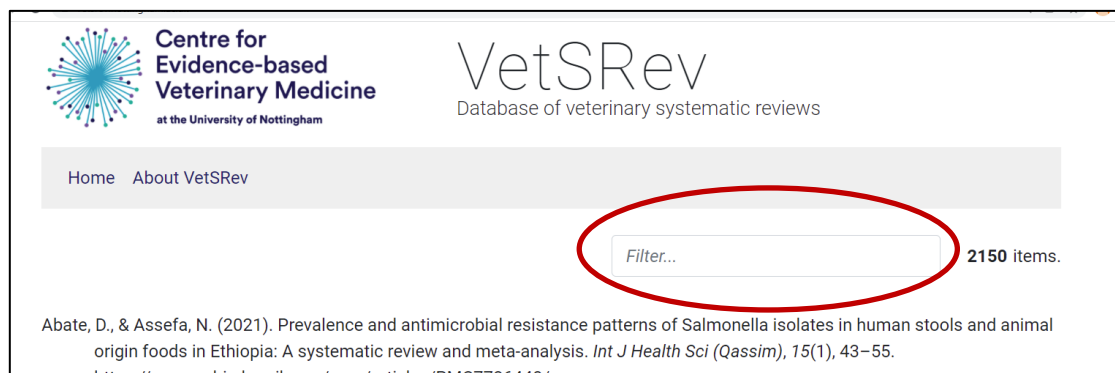 Centre for
Evidence-based
Veterinary Medicine
at the University of Nottingham
VetSRev
Database of veterinary systematic reviews
Home About VetSRev
Filter... 2150 items.
Abate, D., & Assefa, N. (2021). Prevalence and antimicrobial resistance patterns of Salmonella isolates in human stools and animal
origin foods in Ethiopia: A systematic review and meta-analysis. Int J Health Sci (Qassim), 15(1), 43–55.